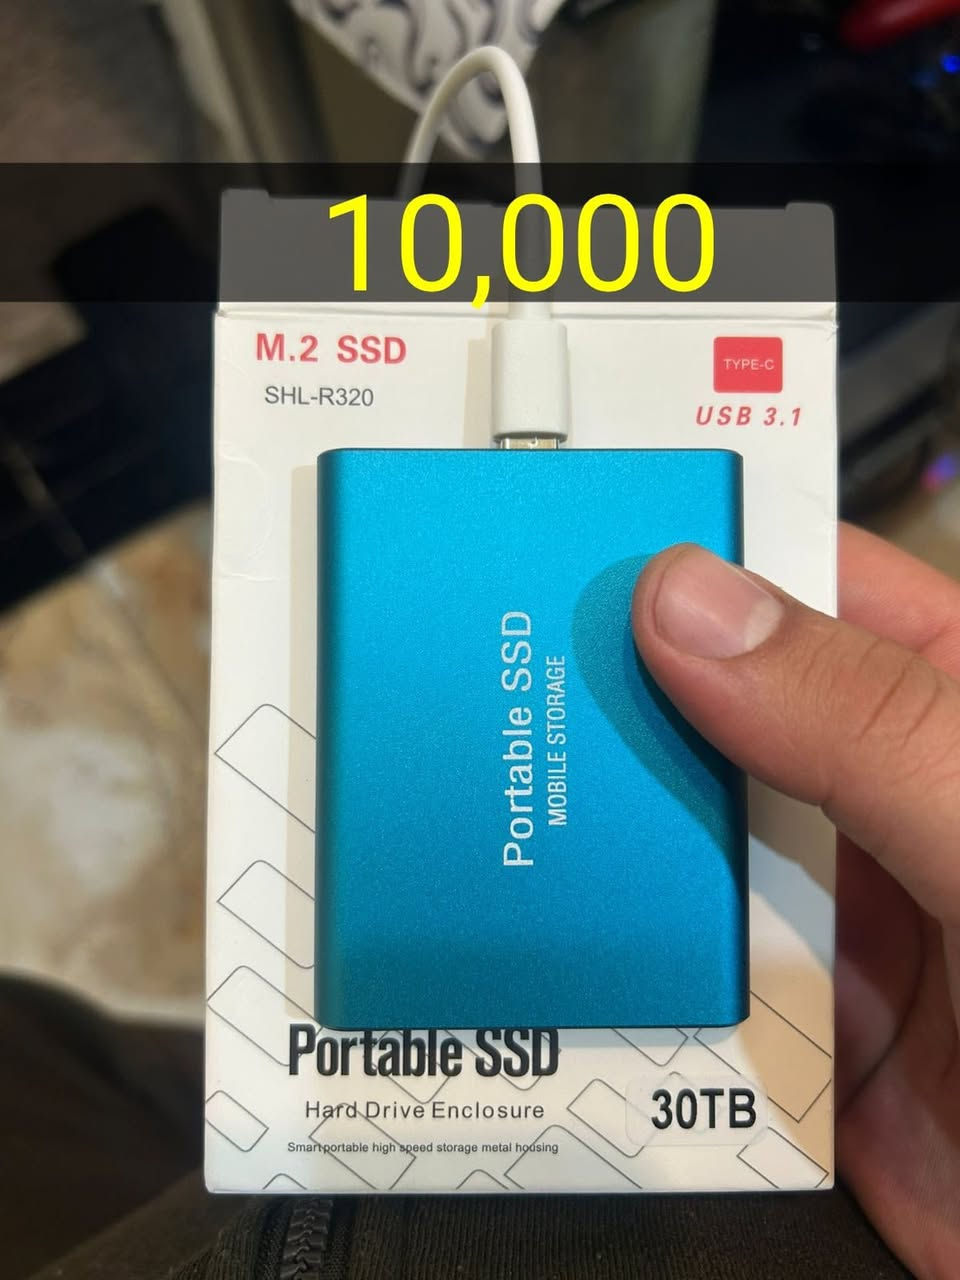 10,000
M.2 SSD
TYPE-C
SHL-R320
USB 3.1
Portable SSD
MOBILE STORAGE
Portable SSD
Hard Drive Enclosure
30TB
Smart portable high speed storage metal housing